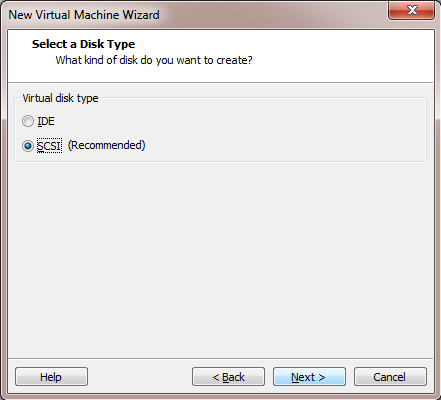 New Virtual Machine Wizard
Select a Disk Type
What kind of disk do you want to create?
Virtual disk type
IDE
SCSI (Recommended)
Help < Back Next > Cancel